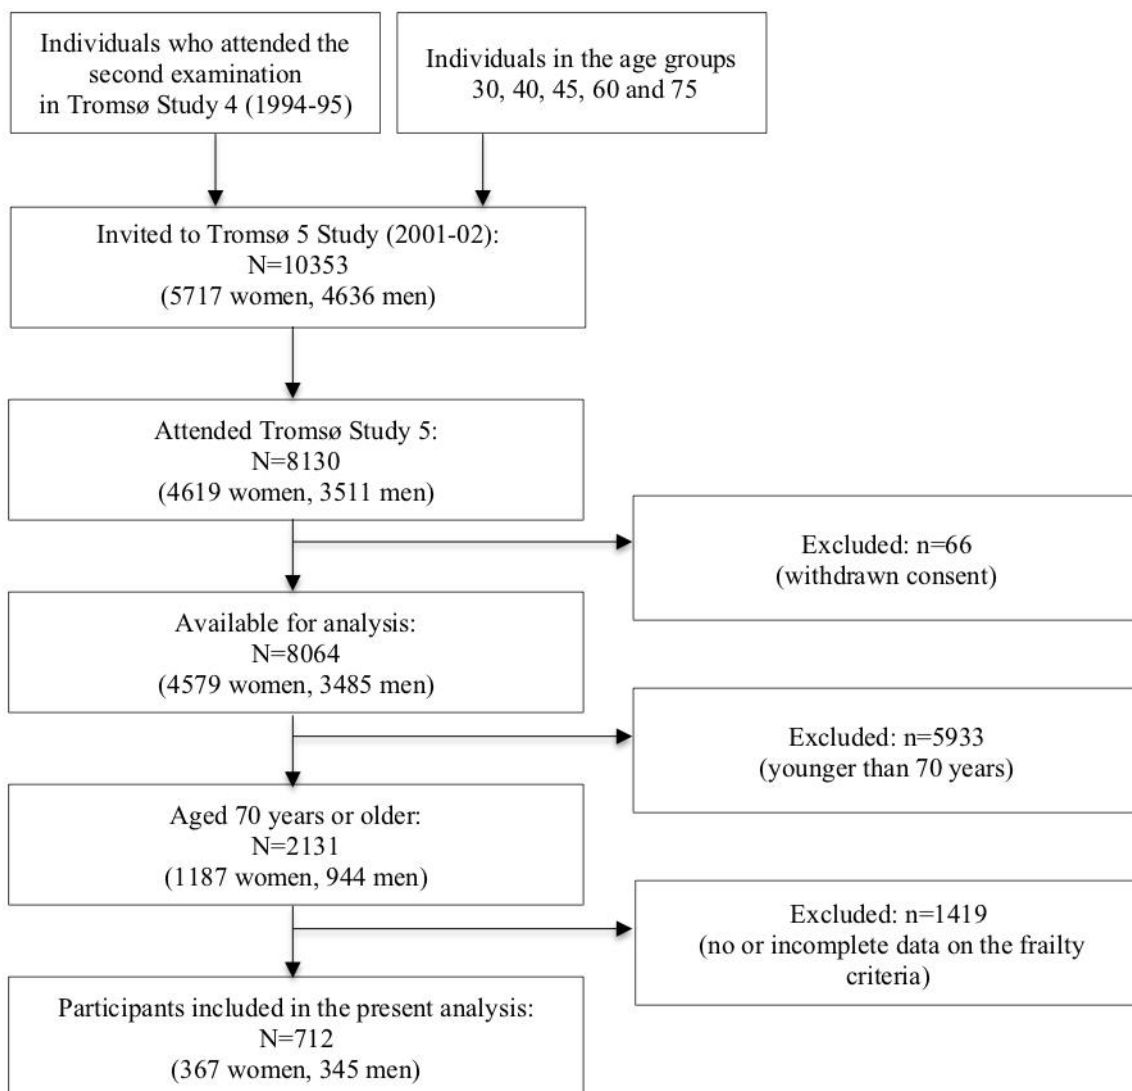 Individuals who attended the
second examination
in Tromsø Study 4 (1994-95)
Individuals in the age groups
30, 40, 45, 60 and 75
Invited to Tromsø 5 Study (2001-02):
N=10353
(5717 women, 4636 men)
Attended Tromsø Study 5:
N=8130
(4619 women, 3511 men)
Excluded: n=66
(withdrawn consent)
Available for analysis:
N=8064
(4579 women, 3485 men)
Excluded: n=5933
(younger than 70 years)
Aged 70 years or older:
N=2131
(1187 women, 944 men)
Excluded: n=1419
(no or incomplete data on the frailty
criteria)
Participants included in the present analysis:
N=712
(367 women, 345 men)